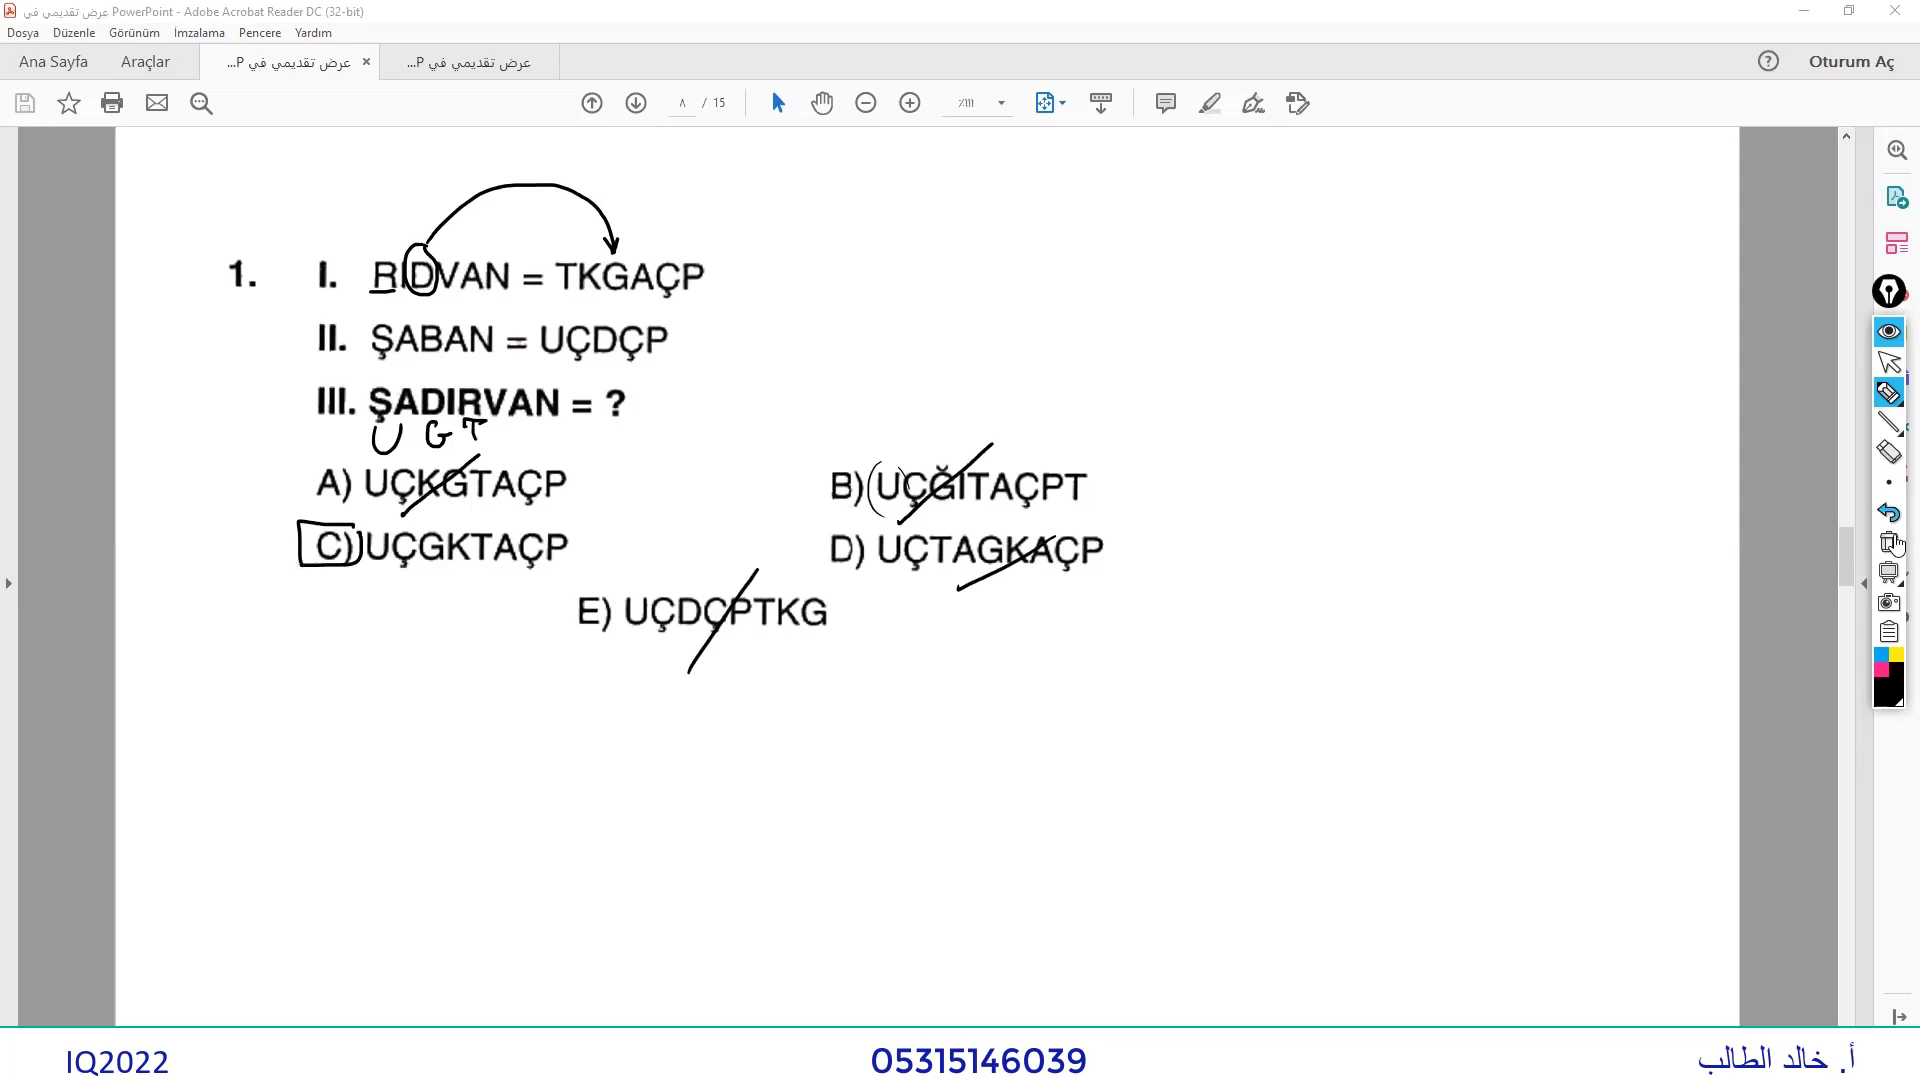 عرض تقديمي في PowerPoint - Adobe Acrobat Reader DC (32-bit)
Dosya Düzenle Görünüm İmzalama Pencere Yardım
Ana Sayfa Araçlar عرض تقديمي في P... × عرض تقديمي في P... Oturum Aç
٨ / 15 ٪١١١
1. I. RIDVAN = TKGAÇP
II. ŞABAN = UÇDÇP
III. ŞADIRVAN = ?
U G T
A) UÇKGTAÇP B) UÇĞITAÇPT
C) UÇGKTAÇP D) UÇTAGKAÇP
E) UÇDÇPTKG
IQ2022 05315146039 أ. خالد الطالب